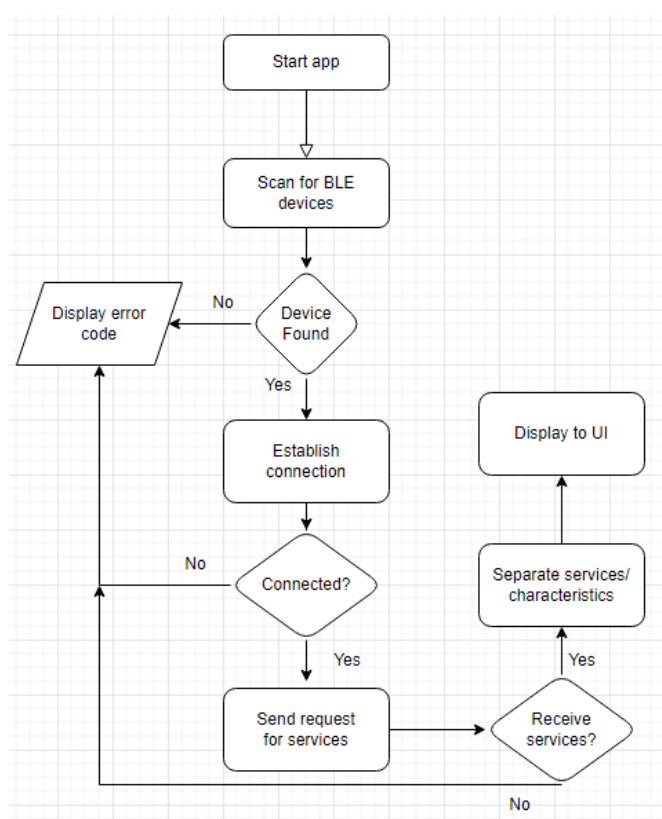 Start app
Scan for BLE
devices
Display error
code
No
Device
Found
Yes
Establish
connection
Display to UI
No
Connected?
Separate services/
characteristics
Yes
Yes
Send request
for services
Receive
services?
No